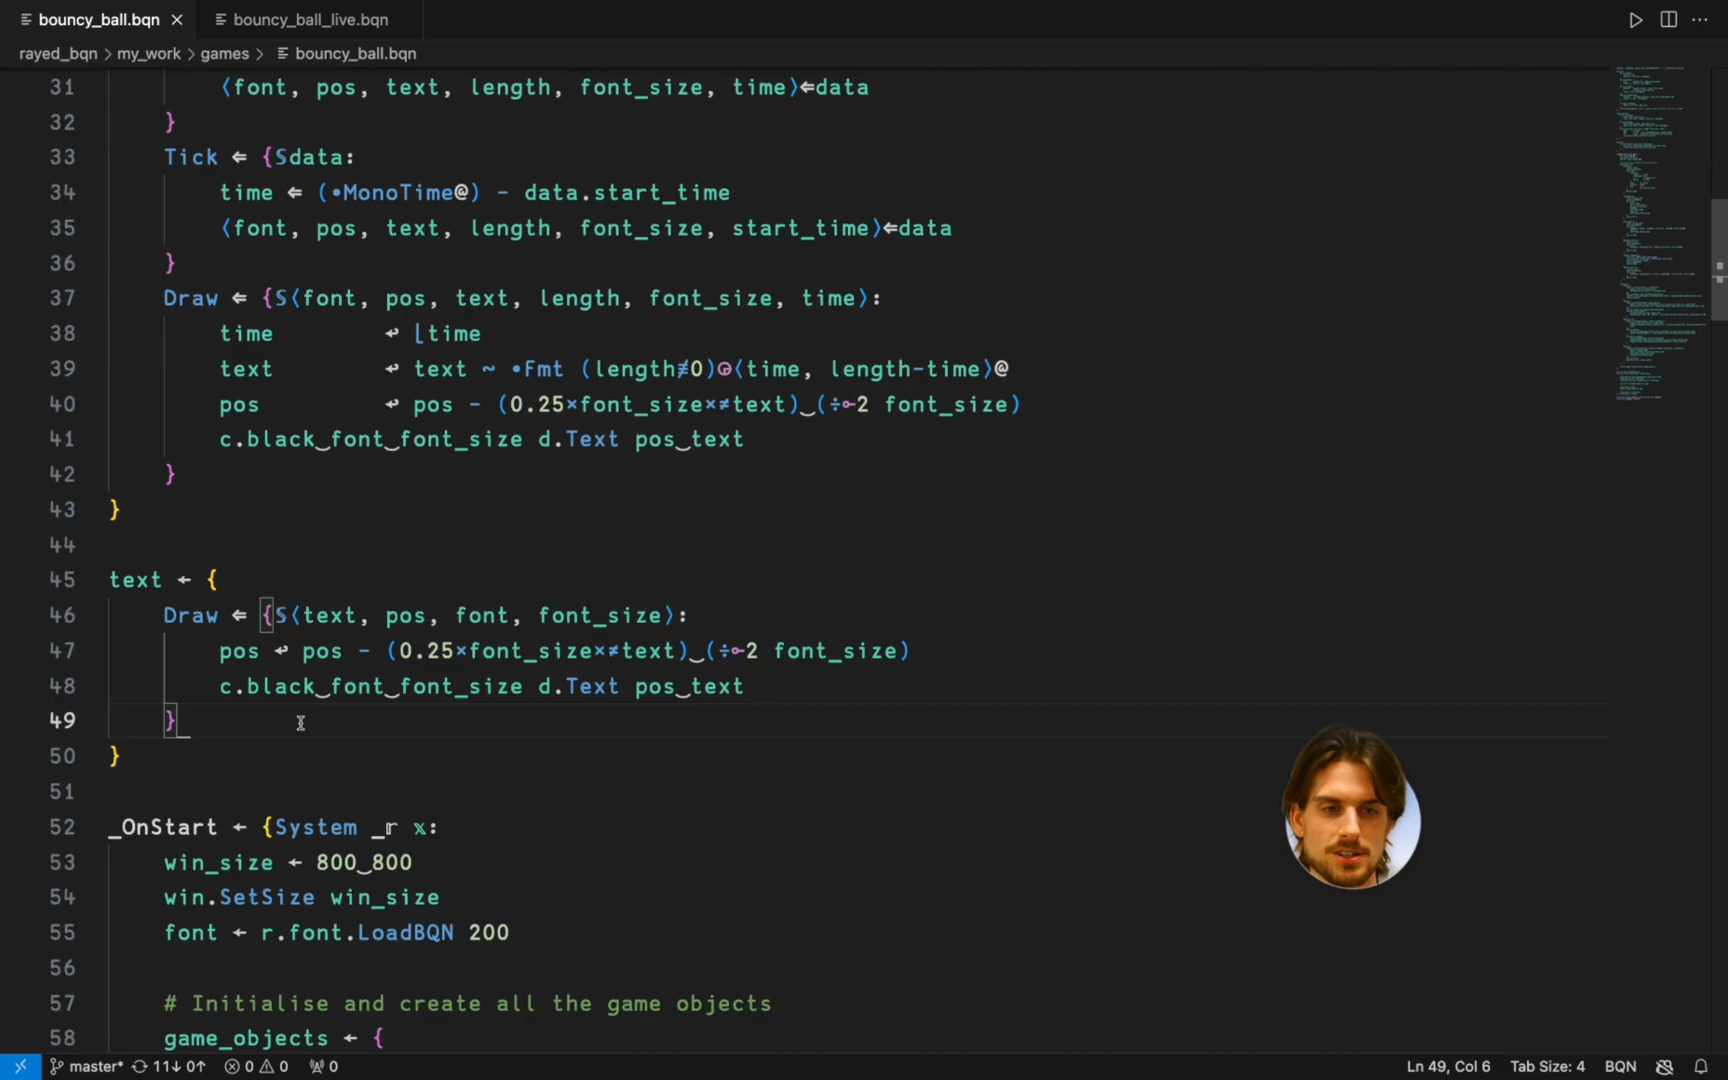 bouncy_ball.bqn ×
bouncy_ball_live.bqn
rayed_bqn > my_work > games > bouncy_ball.bqn
31 ⟨font, pos, text, length, font_size, time⟩⇐data
32 }
33 Tick ⇐ {𝕊data:
34 time ⇐ (•MonoTime@) - data.start_time
35 ⟨font, pos, text, length, font_size, start_time⟩⇐data
36 }
37 Draw ⇐ {𝕊⟨font, pos, text, length, font_size, time⟩:
38 time ↩ ⌊time
39 text ↩ text ∾ •Fmt (length≢0)◶⟨time, length-time⟩@
40 pos ↩ pos - (0.25×font_size×≠text)‿(÷⟜2 font_size)
41 c.black‿font‿font_size d.Text pos‿text
42 }
43 }
44
45 text ← {
46 Draw ⇐ {𝕊⟨text, pos, font, font_size⟩:
47 pos ↩ pos - (0.25×font_size×≠text)‿(÷⟜2 font_size)
48 c.black‿font‿font_size d.Text pos‿text
49 }
50 }
51
52 _OnStart ← {System _𝕣 𝕩:
53 win_size ← 800‿800
54 win.SetSize win_size
55 font ← r.font.LoadBQN 200
56
57 # Initialise and create all the game objects
58 game_objects ← {
master* 11↓ 0↑ 0 0 0
Ln 49, Col 6 Tab Size: 4 BQN